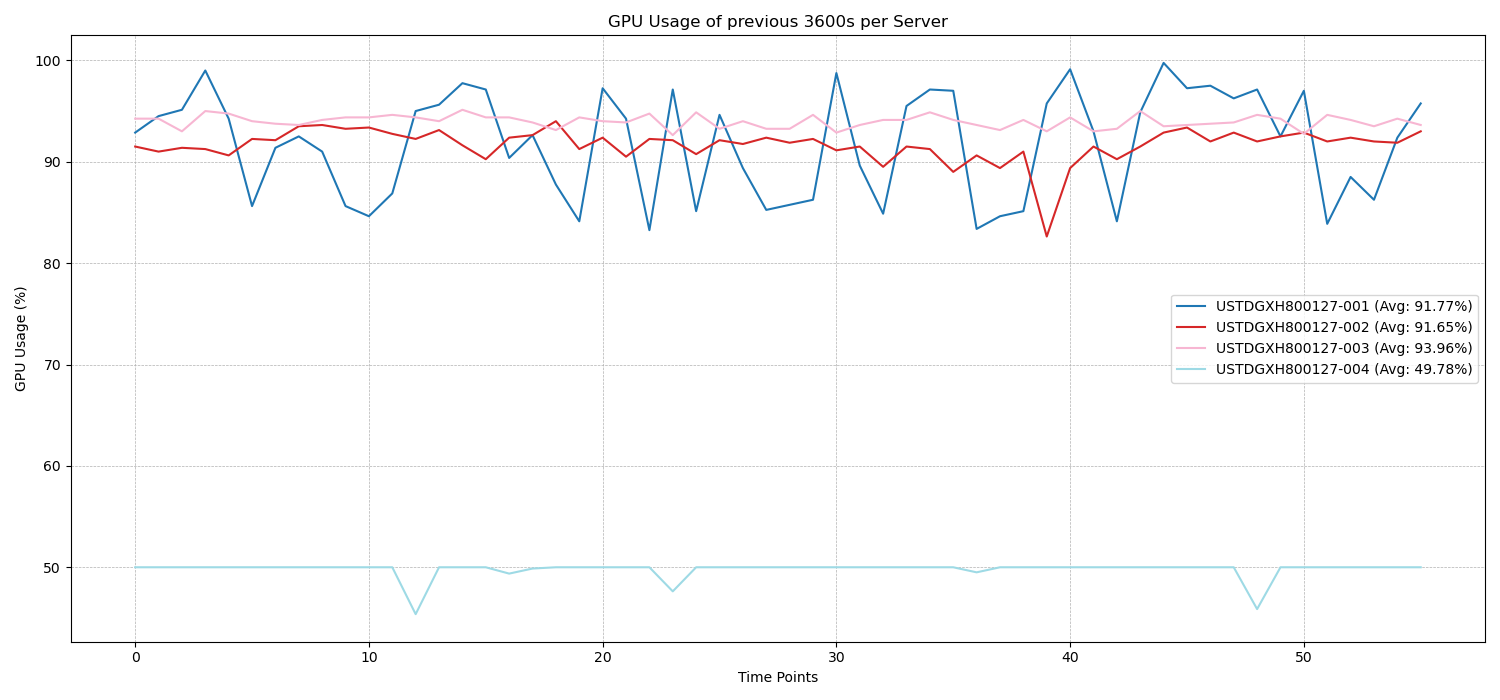 GPU Usage of previous 3600s per Server
GPU Usage (%)
100
90
80
70
60
50
USTDGXH800127-001 (Avg: 91.77%)
USTDGXH800127-002 (Avg: 91.65%)
USTDGXH800127-003 (Avg: 93.96%)
USTDGXH800127-004 (Avg: 49.78%)
0 10 20 30 40 50
Time Points